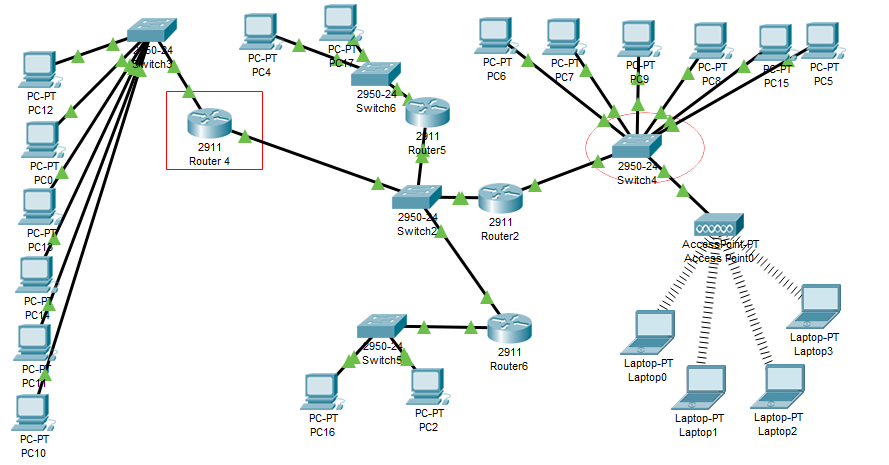 2950-24
Switch3
PC-PT
PC12
PC-PT
PC0
PC-PT
PC13
PC-PT
PC14
PC-PT
PC11
PC-PT
PC10
2911
Router 4
PC-PT
PC4
PC-PT
PC17
2950-24
Switch6
2911
Router5
2950-24
Switch2
2911
Router2
PC-PT
PC6
PC-PT
PC7
PC-PT
PC9
PC-PT
PC8
PC-PT
PC15
PC-PT
PC5
2950-24
Switch4
AccessPoint-PT
Access Point0
Laptop-PT
Laptop0
Laptop-PT
Laptop1
Laptop-PT
Laptop2
Laptop-PT
Laptop3
2950-24
Switch5
2911
Router6
PC-PT
PC16
PC-PT
PC2